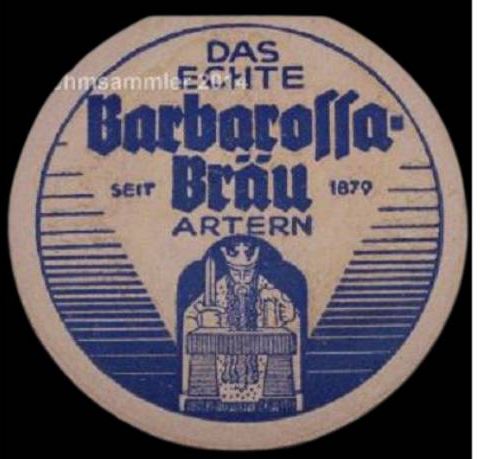 DAS
ECHTE
Barbaroſſa-
Bräu
SEIT 1879
ARTERN